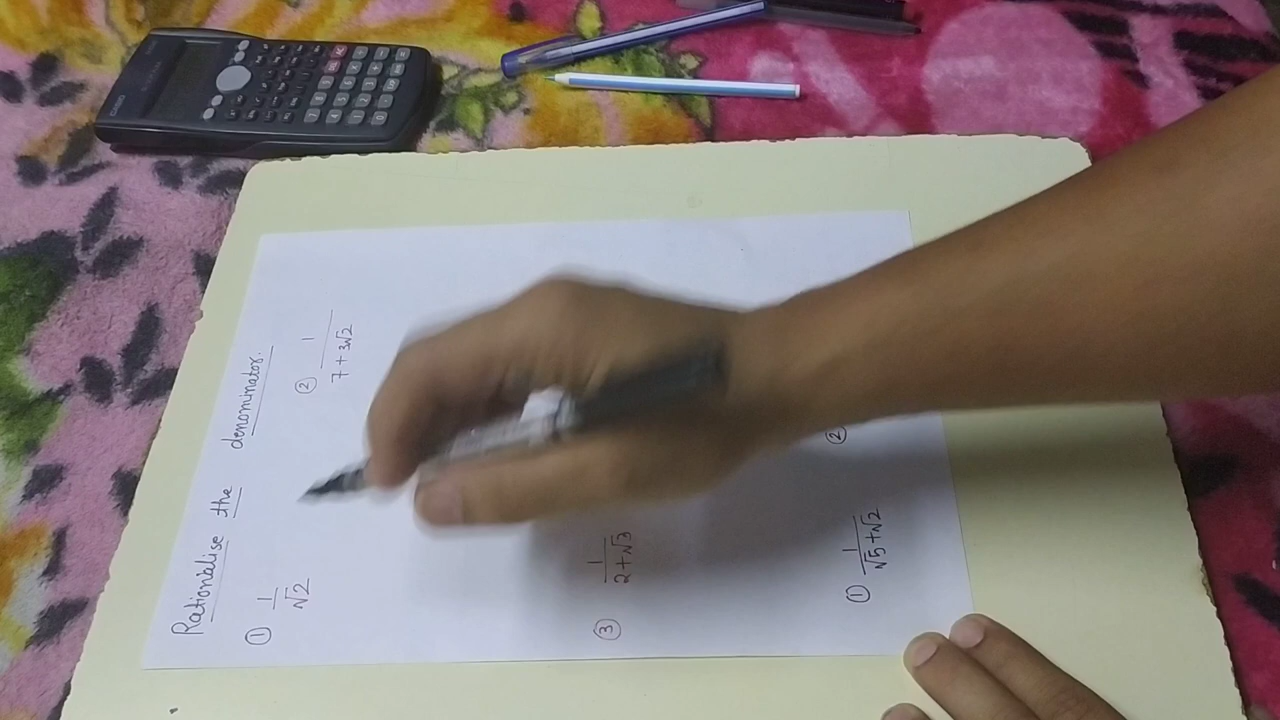 Rationalise the denominator.
① 1/√2
② 1/(7 + 3√2)
③ 1/(2 + √3)
① 1/(√5 + √2)
②
CASIO